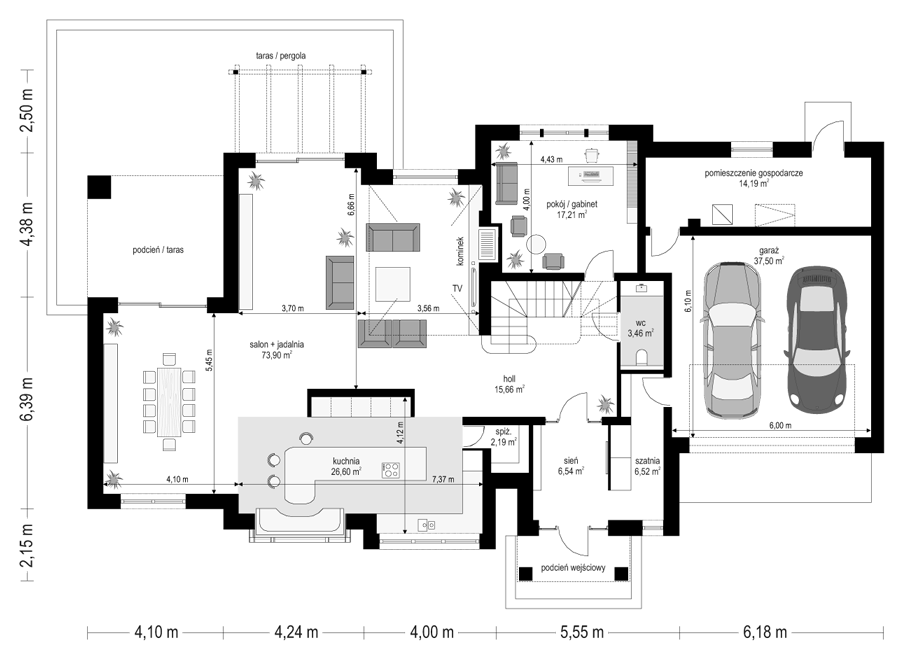 taras / pergola
2,50 m
4,38 m
6,39 m
2,15 m
podcień / taras
6,66 m
4,43 m
4,00 m
pokój / gabinet
17,21 m²
pomieszczenie gospodarcze
14,19 m²
kominek
TV
garaż
37,50 m²
6,10 m
3,70 m
3,56 m
wc
3,46 m²
salon + jadalnia
73,90 m²
5,45 m
holl
15,66 m²
6,00 m
4,12 m
spiż.
2,19 m²
kuchnia
26,60 m²
sień
6,54 m²
szatnia
6,52 m²
4,10 m
7,37 m
podcień wejściowy
4,10 m
4,24 m
4,00 m
5,55 m
6,18 m